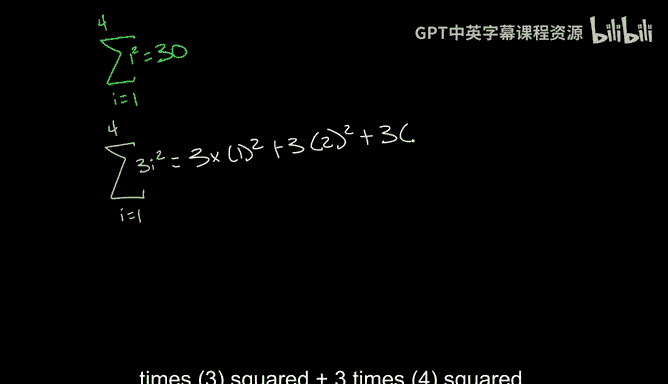 GPT中英字幕课程资源 bilibili
4
∑ i² = 30
i=1
4
∑ 3i² = 3×(1)² + 3(2)² + 3(
i=1
times (3) squared + 3 times (4) squared